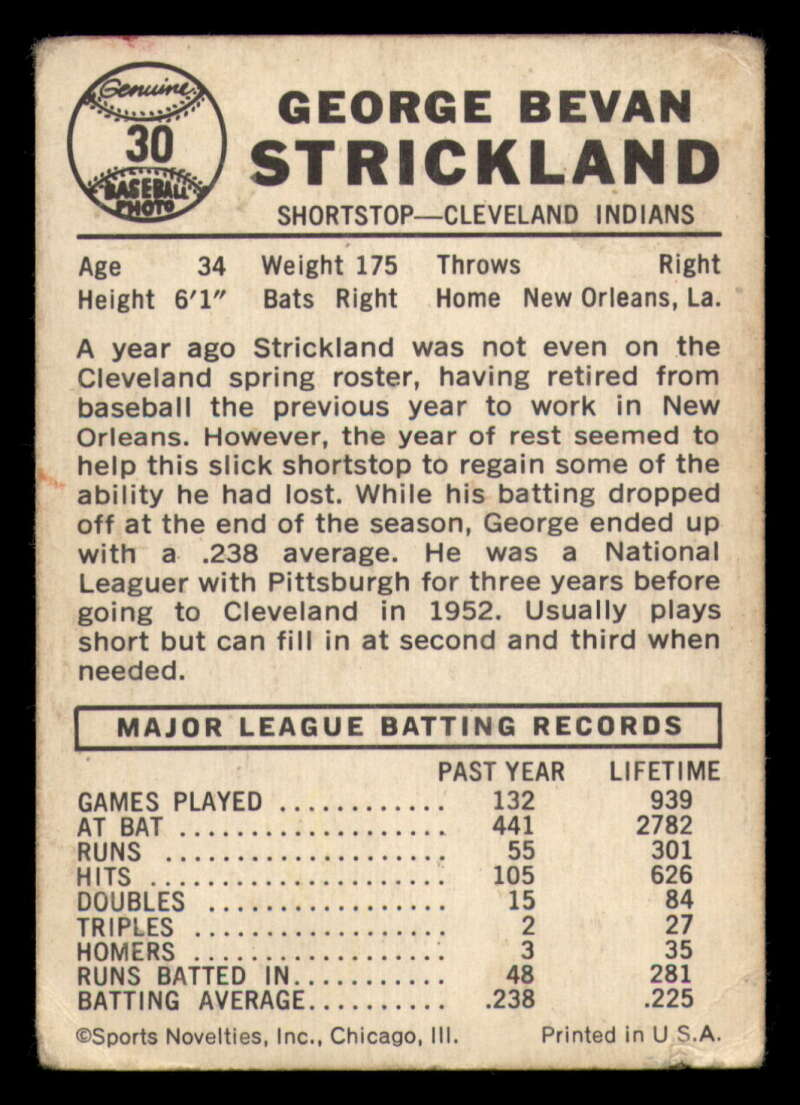 Genuine
30
BASEBALL
PHOTO
GEORGE BEVAN
STRICKLAND
SHORTSTOP—CLEVELAND INDIANS
Age 34 Weight 175 Throws Right
Height 6'1" Bats Right Home New Orleans, La.
A year ago Strickland was not even on the
Cleveland spring roster, having retired from
baseball the previous year to work in New
Orleans. However, the year of rest seemed to
help this slick shortstop to regain some of the
ability he had lost. While his batting dropped
off at the end of the season, George ended up
with a .238 average. He was a National
Leaguer with Pittsburgh for three years before
going to Cleveland in 1952. Usually plays
short but can fill in at second and third when
needed.
MAJOR LEAGUE BATTING RECORDS
PAST YEAR LIFETIME
GAMES PLAYED ............ 132 939
AT BAT ................... 441 2782
RUNS .................... 55 301
HITS ..................... 105 626
DOUBLES ................. 15 84
TRIPLES .................. 2 27
HOMERS .................. 3 35
RUNS BATTED IN........... 48 281
BATTING AVERAGE.......... .238 .225
©Sports Novelties, Inc., Chicago, Ill. Printed in U.S.A.